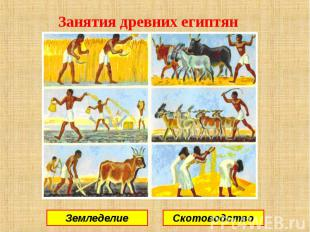 Занятия древних египтян
Земледелие
Скотоводство